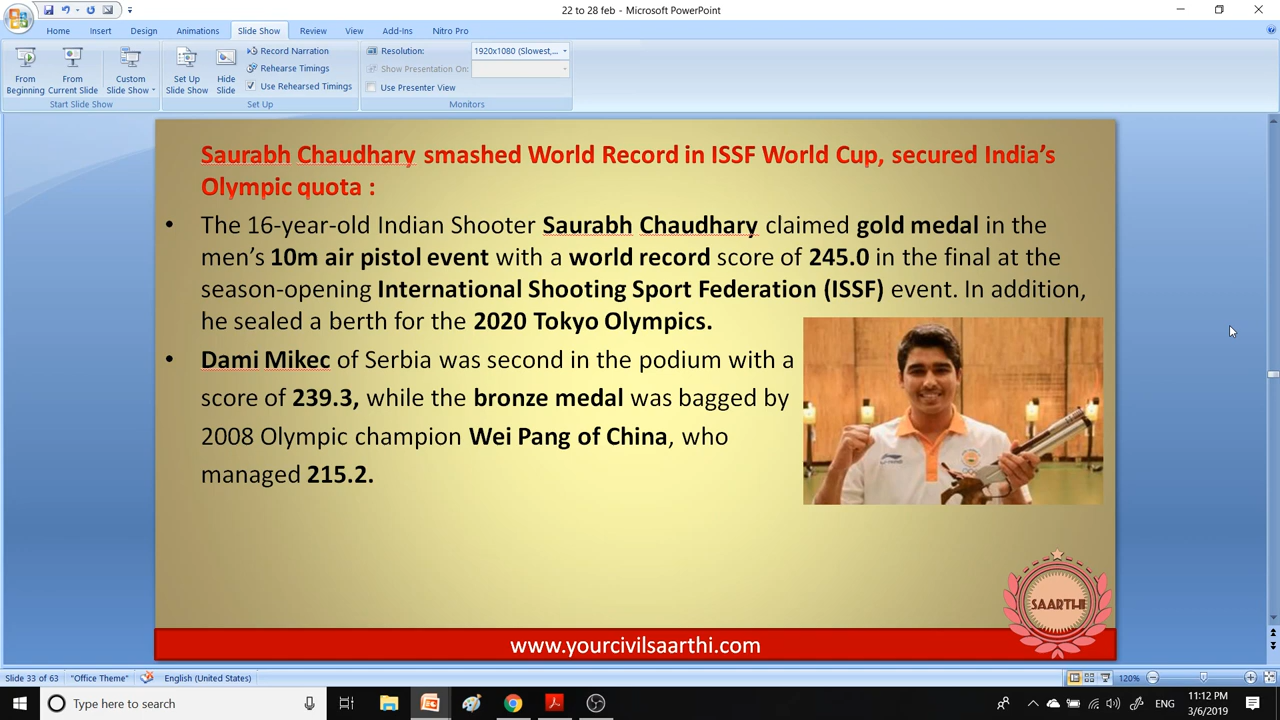 22 to 28 feb - Microsoft PowerPoint
Home Insert Design Animations Slide Show Review View Add-Ins Nitro Pro
From Beginning
From Current Slide
Custom Slide Show
Start Slide Show
Set Up Slide Show
Hide Slide
Record Narration
Rehearse Timings
Use Rehearsed Timings
Set Up
Resolution: 1920x1080 (Slowest,...
Show Presentation On:
Use Presenter View
Monitors
Saurabh Chaudhary smashed World Record in ISSF World Cup, secured India's
Olympic quota :
• The 16-year-old Indian Shooter Saurabh Chaudhary claimed gold medal in the
men's 10m air pistol event with a world record score of 245.0 in the final at the
season-opening International Shooting Sport Federation (ISSF) event. In addition,
he sealed a berth for the 2020 Tokyo Olympics.
• Dami Mikec of Serbia was second in the podium with a
score of 239.3, while the bronze medal was bagged by
2008 Olympic champion Wei Pang of China, who
managed 215.2.
SAARTHI
www.yourcivilsaarthi.com
Slide 33 of 63 "Office Theme" English (United States) 120%
Type here to search
ENG
11:12 PM
3/6/2019